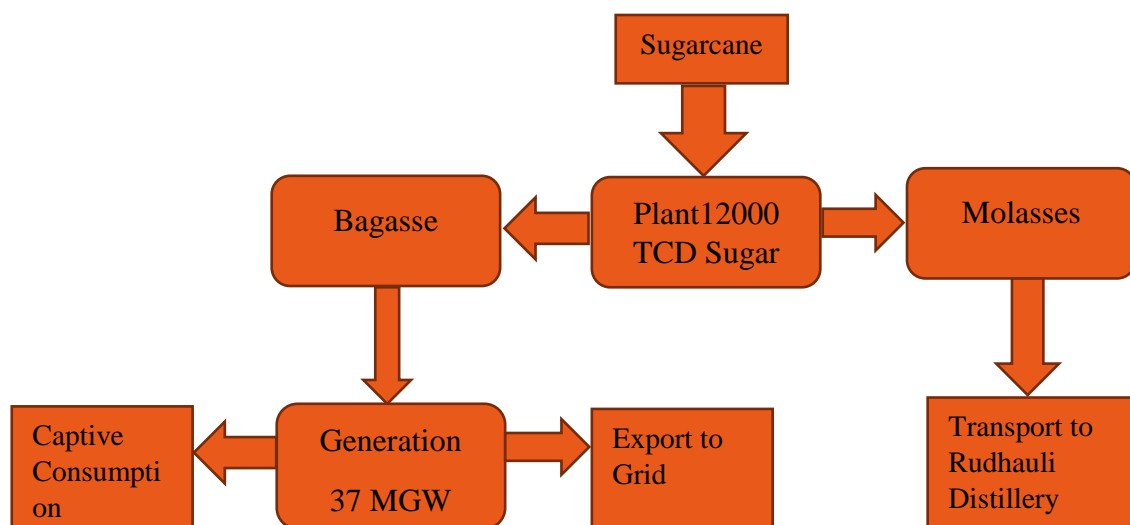 Sugarcane
Bagasse
Plant12000
TCD Sugar
Molasses
Captive
Consumpti
on
Generation
37 MGW
Export to
Grid
Transport to
Rudhauli
Distillery